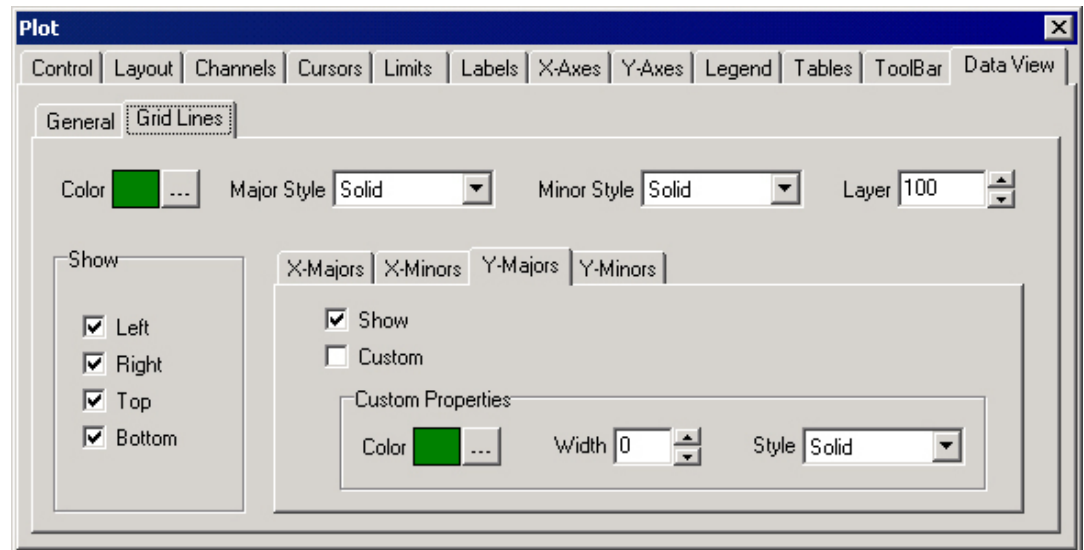 Plot
Control Layout Channels Cursors Limits Labels X-Axes Y-Axes Legend Tables ToolBar Data View
General Grid Lines
Color ... Major Style Solid Minor Style Solid Layer 100
Show
X-Majors X-Minors Y-Majors Y-Minors
Left
Right
Top
Bottom
Show
Custom
Custom Properties
Color ... Width 0 Style Solid